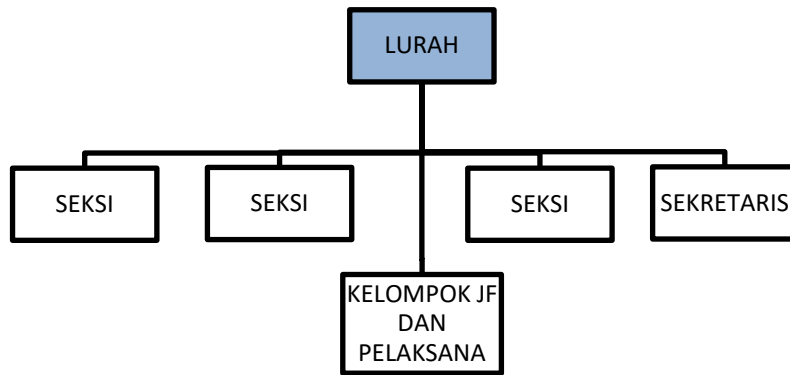 LURAH
SEKSI
SEKSI
SEKSI
SEKRETARIS
KELOMPOK JF
DAN
PELAKSANA